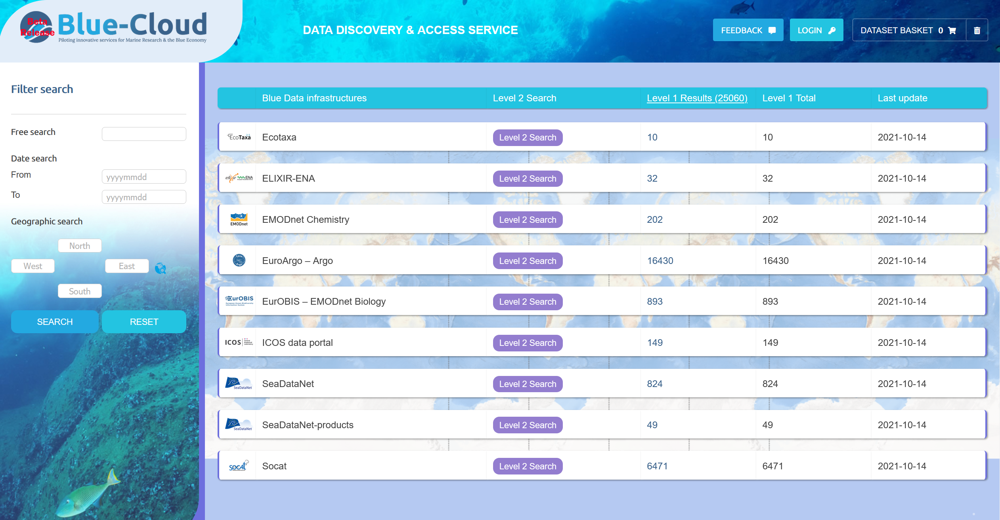 Beta Release
Blue-Cloud
Piloting innovative services for Marine Research & the Blue Economy
DATA DISCOVERY & ACCESS SERVICE
FEEDBACK
LOGIN
DATASET BASKET 0
Filter search
Free search
Date search
From
yyyymmdd
To
yyyymmdd
Geographic search
North
West
East
South
SEARCH
RESET
Blue Data infrastructures Level 2 Search Level 1 Results (25060) Level 1 Total Last update
EcoTaxa Ecotaxa Level 2 Search 10 10 2021-10-14
elixir ENA ELIXIR-ENA Level 2 Search 32 32 2021-10-14
EMODnet EMODnet Chemistry Level 2 Search 202 202 2021-10-14
Euro Argo EuroArgo – Argo Level 2 Search 16430 16430 2021-10-14
EurOBIS European Ocean Biodiversity Information System EurOBIS – EMODnet Biology Level 2 Search 893 893 2021-10-14
ICOS Central Analytical Laboratory ICOS data portal Level 2 Search 149 149 2021-10-14
SeaDataNet SeaDataNet Level 2 Search 824 824 2021-10-14
SeaDataNet SeaDataNet-products Level 2 Search 49 49 2021-10-14
SOCAT Socat Level 2 Search 6471 6471 2021-10-14